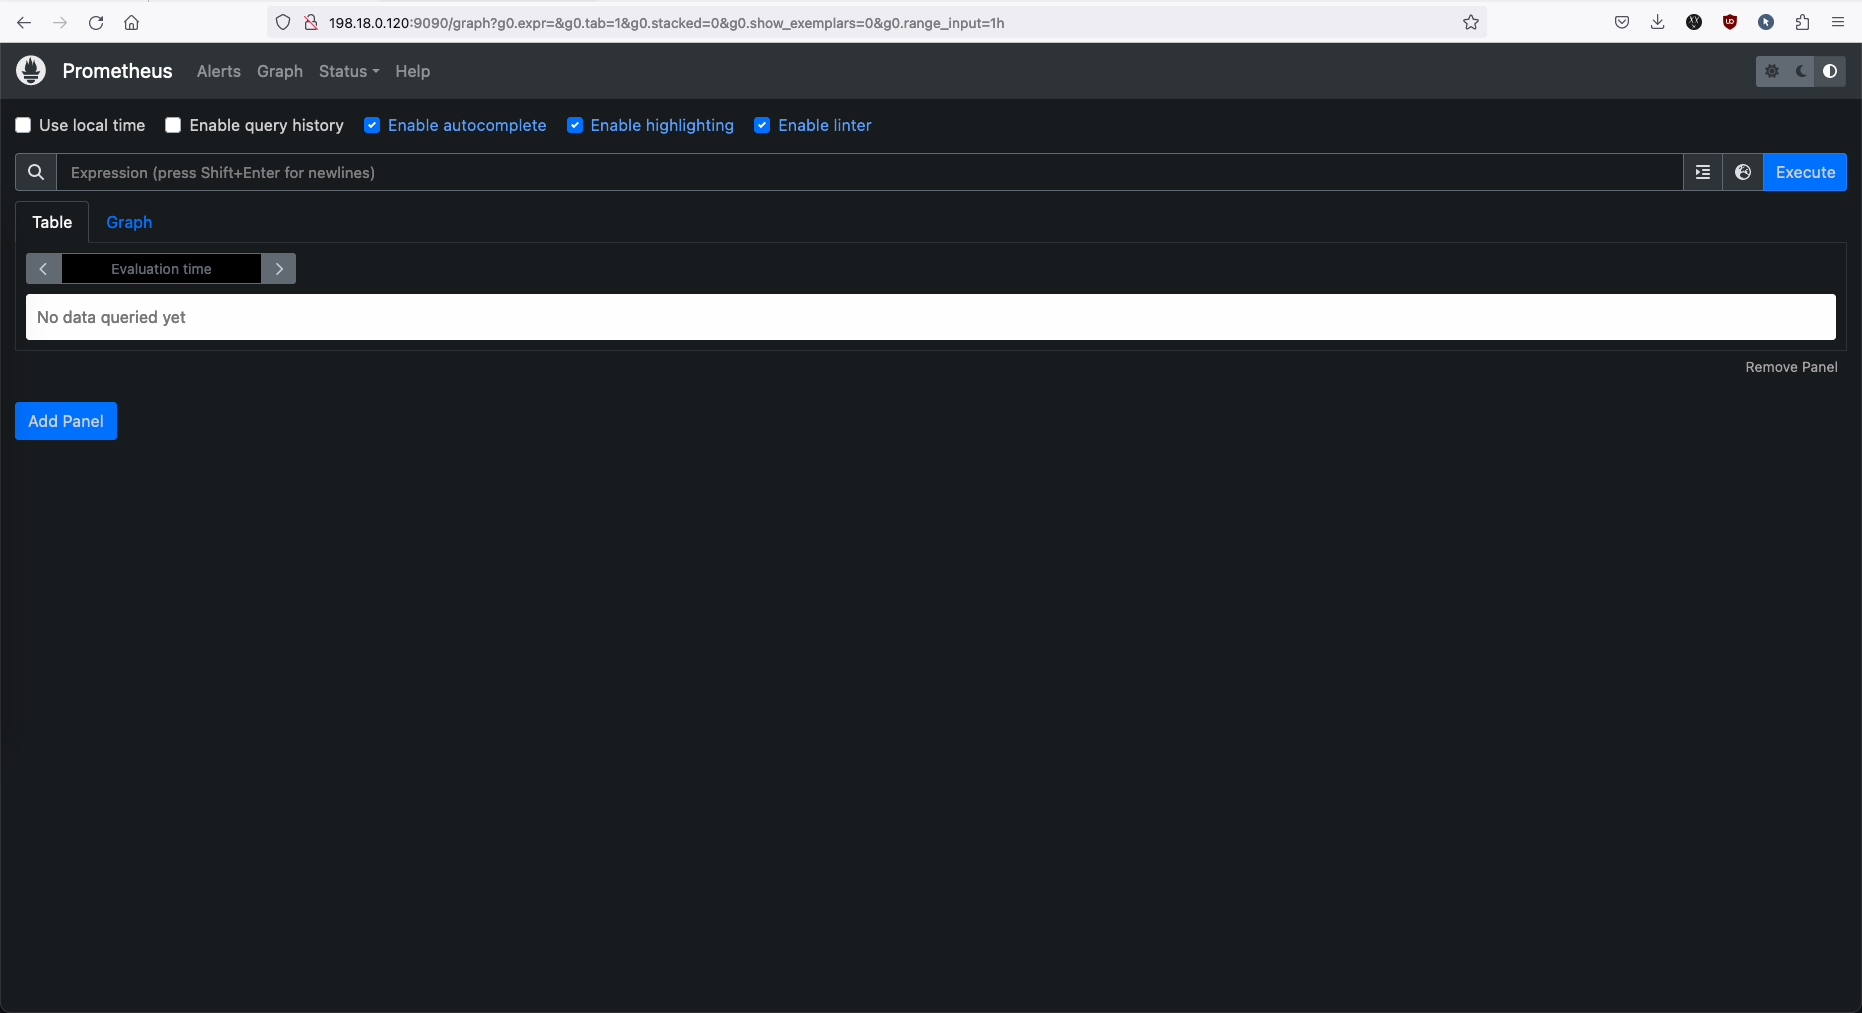 198.18.0.120:9090/graph?g0.expr=&g0.tab=1&g0.stacked=0&g0.show_exemplars=0&g0.range_input=1h
Prometheus Alerts Graph Status Help
Use local time Enable query history Enable autocomplete Enable highlighting Enable linter
Expression (press Shift+Enter for newlines) Execute
Table Graph
Evaluation time
No data queried yet
Remove Panel
Add Panel